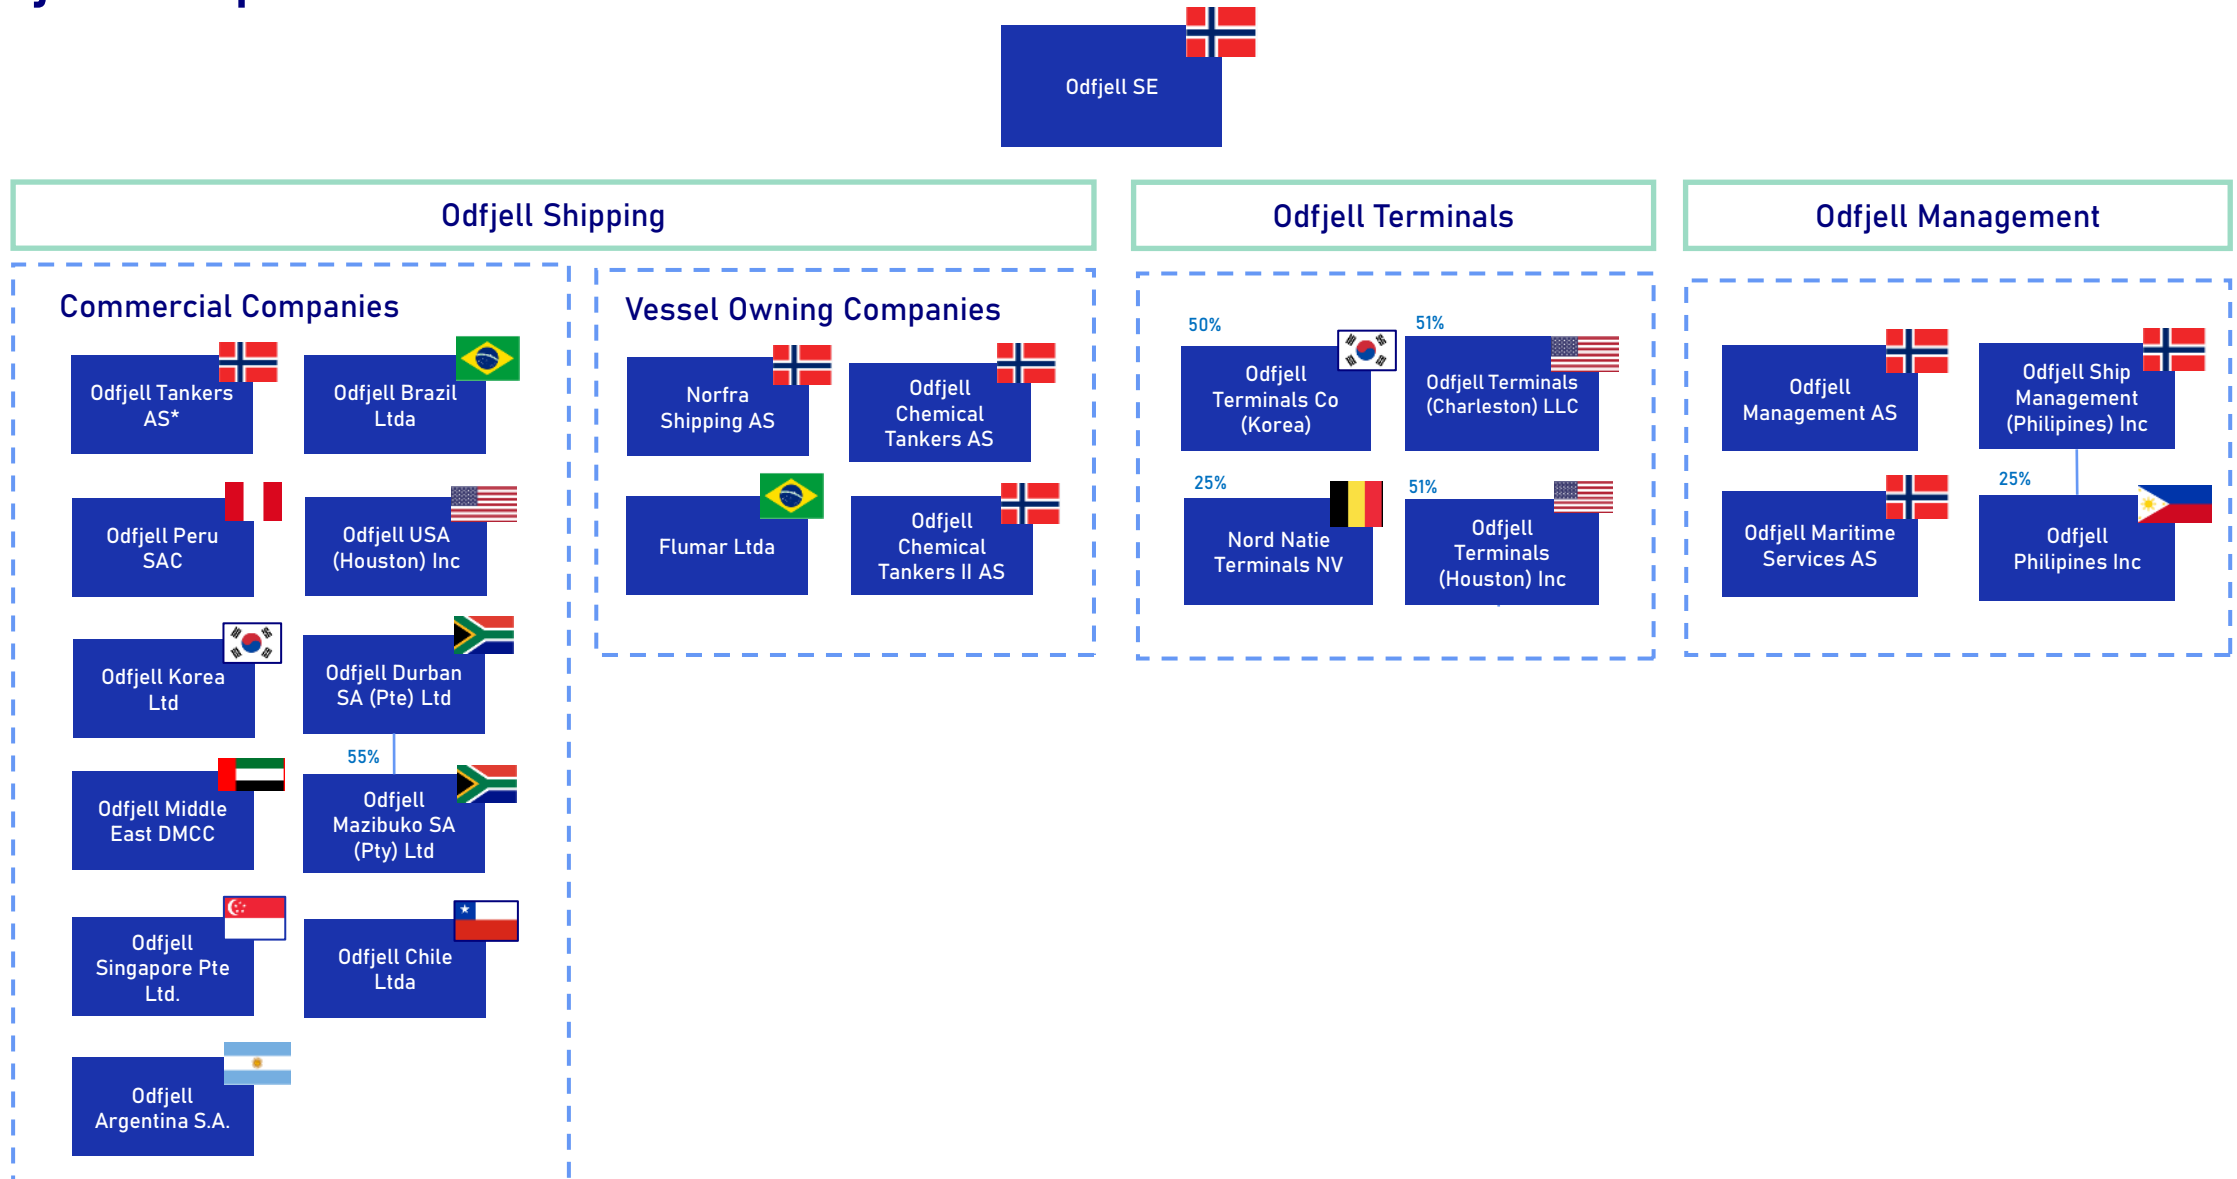 Odfjell SE
Odfjell Shipping
Odfjell Terminals
Odfjell Management
Commercial Companies
Odfjell Tankers
AS*
Odfjell Brazil
Ltda
Odfjell Peru
SAC
Odfjell USA
(Houston) Inc
Odfjell Korea
Ltd
Odfjell Durban
SA (Pte) Ltd
55%
Odfjell Middle
East DMCC
Odfjell
Mazibuko SA
(Pty) Ltd
Odfjell
Singapore Pte
Ltd.
Odfjell Chile
Ltda
Odfjell
Argentina S.A.
Vessel Owning Companies
Norfra
Shipping AS
Odfjell
Chemical
Tankers AS
Flumar Ltda
Odfjell
Chemical
Tankers II AS
50%
Odfjell
Terminals Co
(Korea)
51%
Odfjell Terminals
(Charleston) LLC
25%
Nord Natie
Terminals NV
51%
Odfjell
Terminals
(Houston) Inc
Odfjell
Management AS
Odfjell Ship
Management
(Philipines) Inc
Odfjell Maritime
Services AS
25%
Odfjell
Philipines Inc